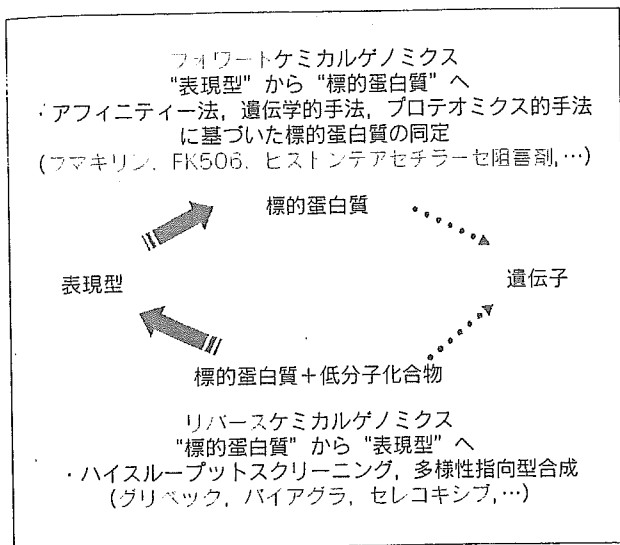 フォワードケミカルゲノミクス
“表現型” から “標的蛋白質” へ
・アフィニティー法，遺伝学的手法，プロテオミクス的手法
に基づいた標的蛋白質の同定
(フマギリン，FK506，ヒストンデアセチラーゼ阻害剤,…)
標的蛋白質
表現型
遺伝子
標的蛋白質＋低分子化合物
リバースケミカルゲノミクス
“標的蛋白質” から “表現型” へ
・ハイスループットスクリーニング，多様性指向型合成
(グリベック，バイアグラ，セレコキシブ,…)